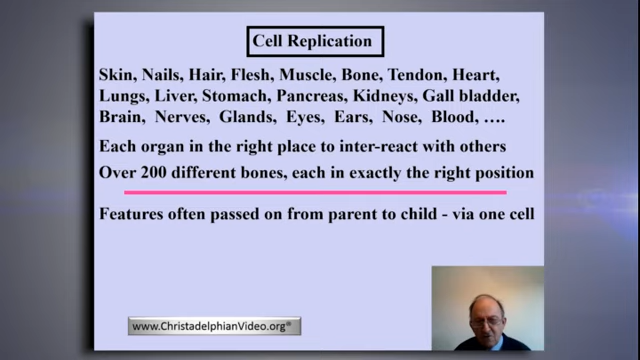 Cell Replication
Skin, Nails, Hair, Flesh, Muscle, Bone, Tendon, Heart,
Lungs, Liver, Stomach, Pancreas, Kidneys, Gall bladder,
Brain, Nerves, Glands, Eyes, Ears, Nose, Blood, ….
Each organ in the right place to inter-react with others
Over 200 different bones, each in exactly the right position
Features often passed on from parent to child - via one cell
www.ChristadelphianVideo.org®